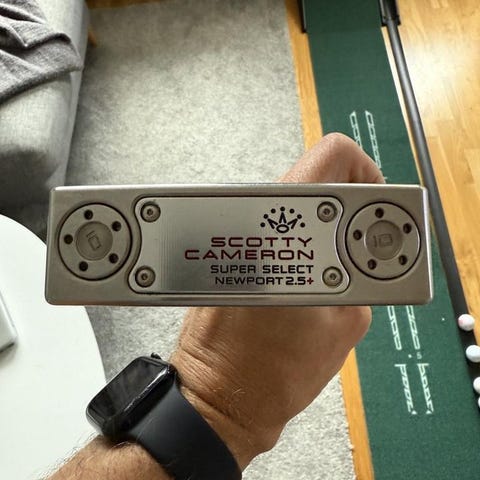 SCOTTY
CAMERON
SUPER SELECT
NEWPORT 2.5+
10
10